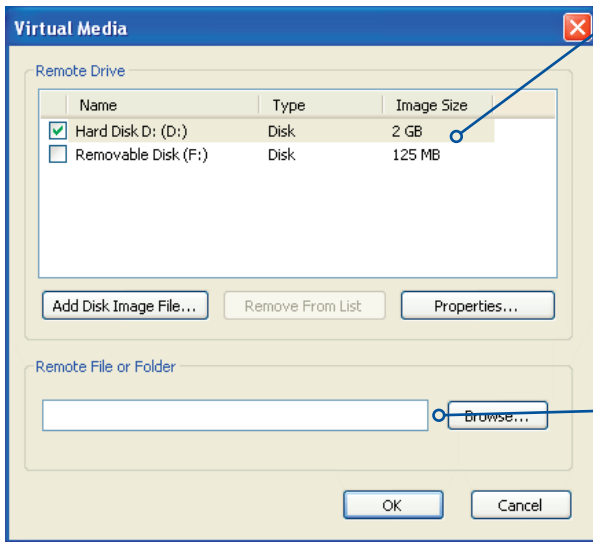 Virtual Media
Remote Drive
Name Type Image Size
Hard Disk D: (D:) Disk 2 GB
Removable Disk (F:) Disk 125 MB
Add Disk Image File... Remove From List Properties...
Remote File or Folder
Browse...
OK Cancel